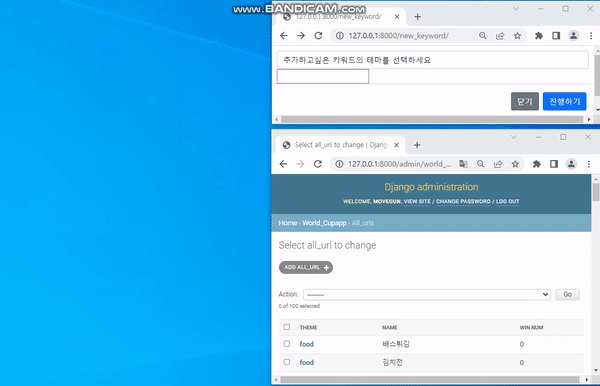 www.BANDICAM.com
127.0.0.1:8000/new_keyword/
127.0.0.1:8000/new_keyword/
추가하고싶은 키워드의 테마를 선택하세요
닫기 진행하기
Select all_url to change | Djang
127.0.0.1:8000/admin/world_...
Django administration
WELCOME, MOVEGUN. VIEW SITE / CHANGE PASSWORD / LOG OUT
Home › World_Cupapp › All_urls
Select all_url to change
ADD ALL_URL +
Action: --------- Go
0 of 100 selected
THEME NAME WIN NUM
food 배스튀김 0
food 김치전 0